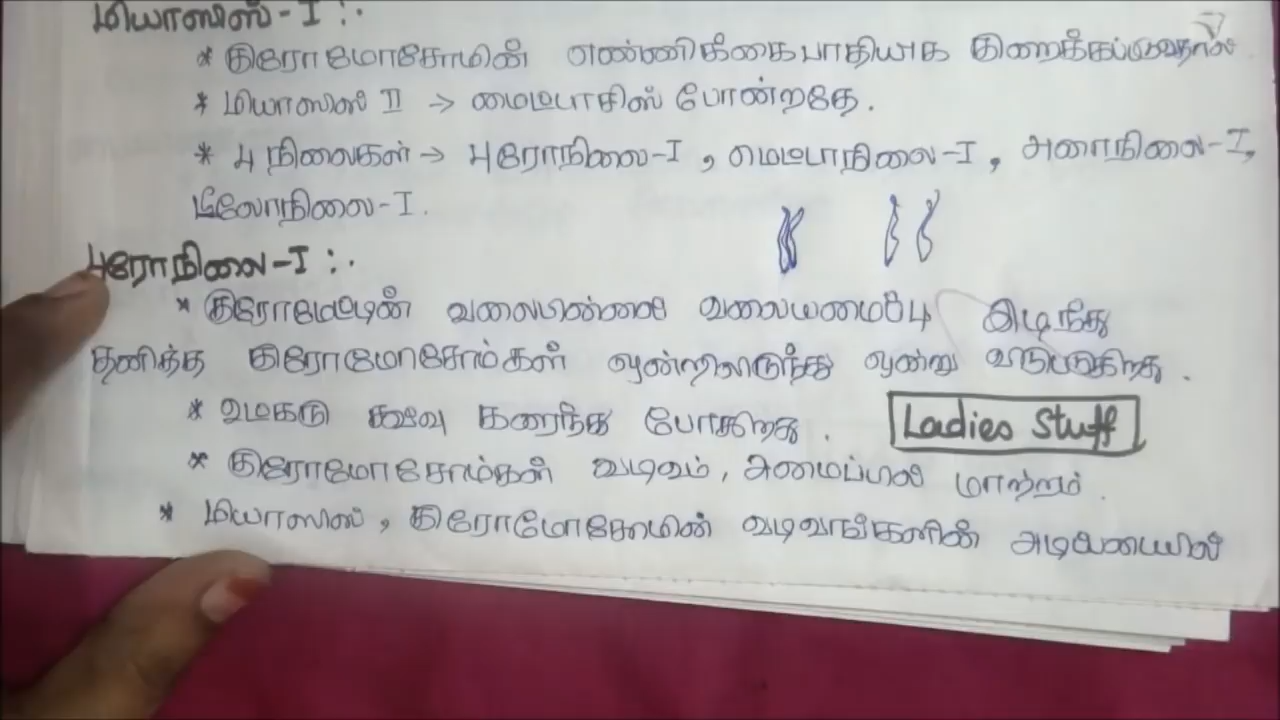 மியாஸிஸ்-I :.
* குரோமோசோமின் எண்ணிக்கை பாதியாக குறைக்கப்படுவதால்
* மியாஸிஸ் II → மைடாசிஸ் போன்றதே.
* 4 நிலைகள் → புரோநிலை-I, மெடாநிலை-I, அனாநிலை-I,
டீலோநிலை-I.
புரோநிலை-I :.
* குரோமேடின் வலைபின்னல் வலையமைப்பு உடைந்து
தனித்த குரோமோசோம்கள் ஒன்றிலிருந்து ஒன்று விடுபடுகிறது.
* உட்கரு சவ்வு கரைந்து போகிறது.
Ladies Stuff
* குரோமோசோம்கள் வடிவம், அமைப்பில் மாற்றம்.
* மியாஸிஸ், குரோமோசோமின் வடிவங்களின் அடிப்படையில்